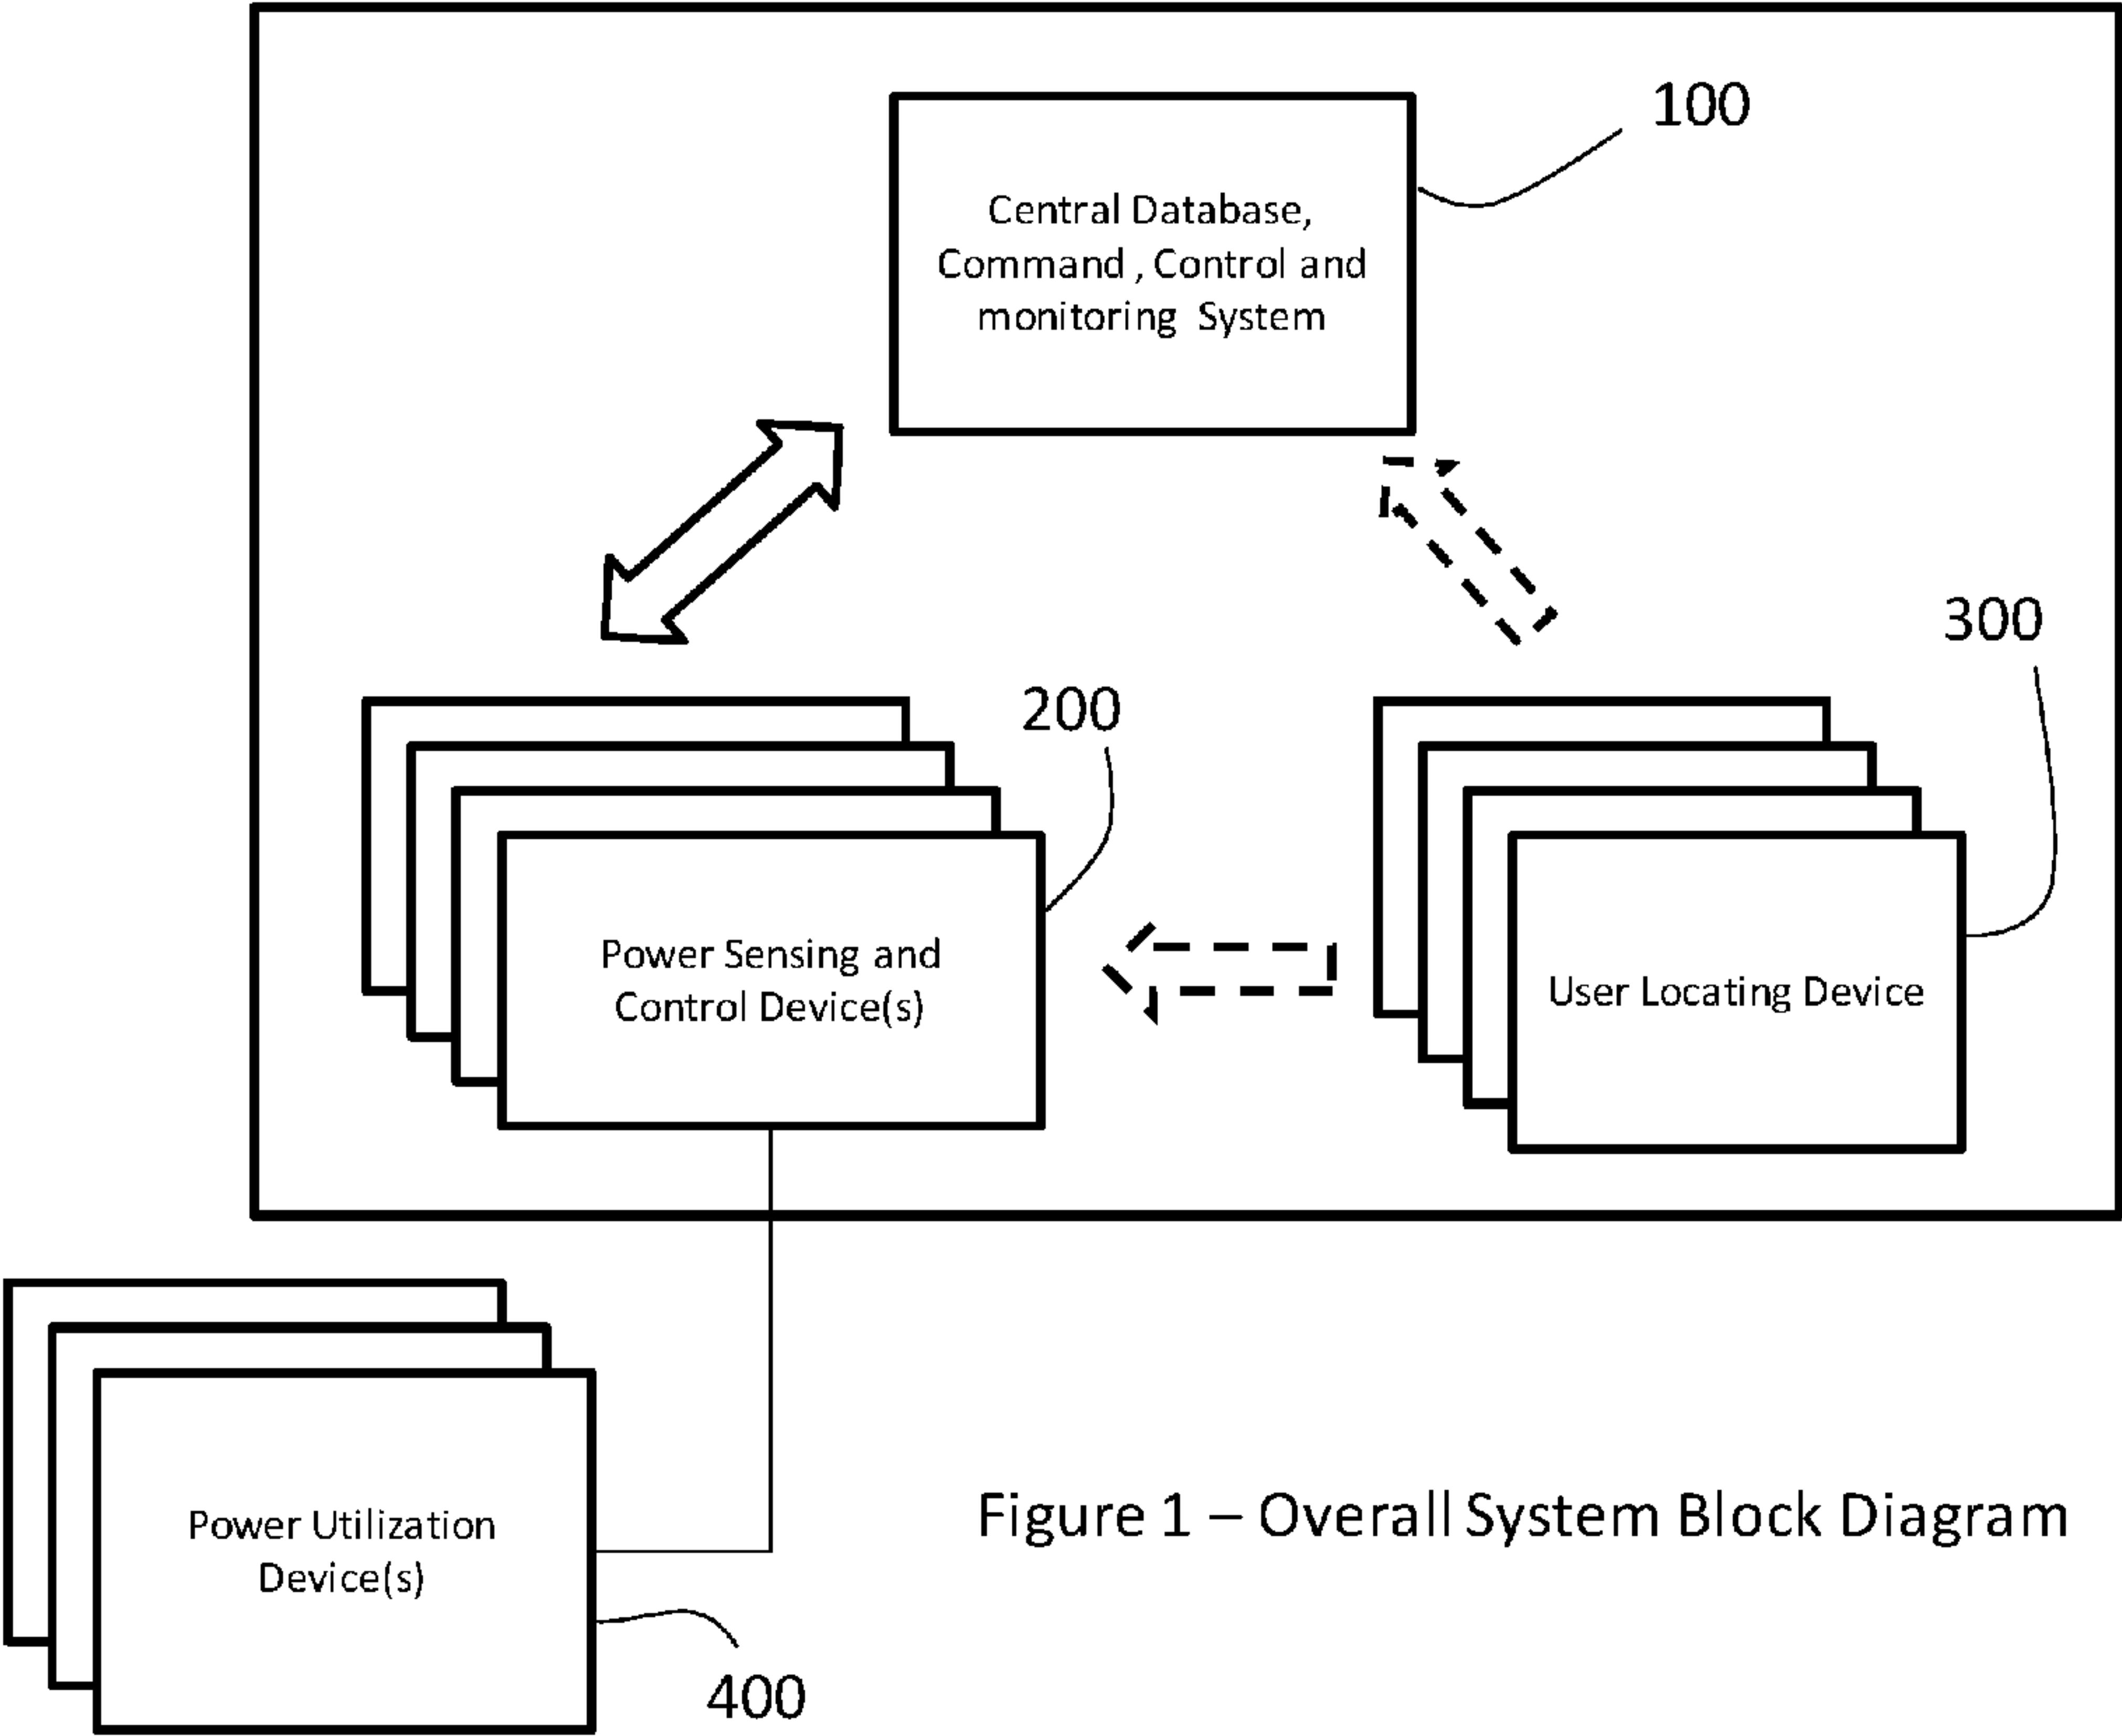 100
Central Database,
Command , Control and
monitoring System
300
200
Power Sensing and
Control Device(s)
User Locating Device
Figure 1 – Overall System Block Diagram
Power Utilization
Device(s)
400